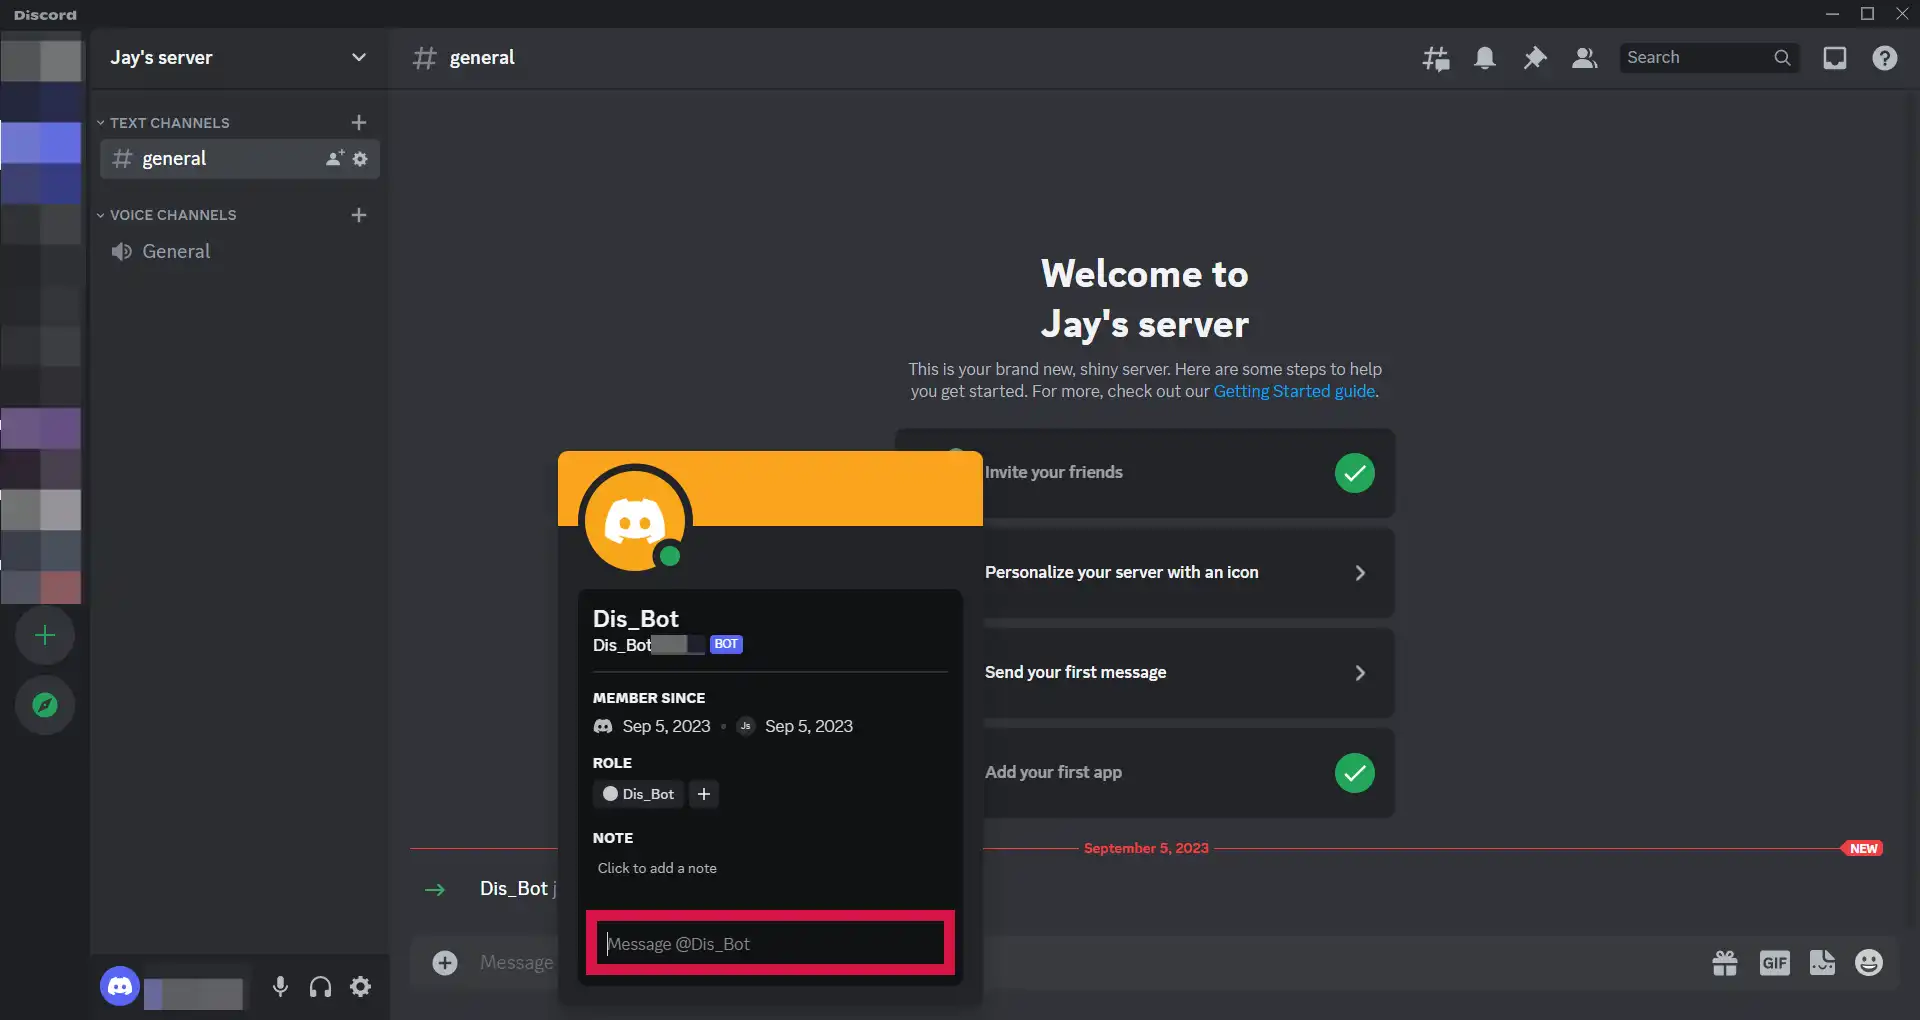 Discord
Jay's server
general
Search
TEXT CHANNELS
general
VOICE CHANNELS
General
Welcome to
Jay's server
This is your brand new, shiny server. Here are some steps to help
you get started. For more, check out our Getting Started guide.
Invite your friends
Personalize your server with an icon
Send your first message
Add your first app
Dis_Bot
Dis_Bot BOT
MEMBER SINCE
Sep 5, 2023 • Js Sep 5, 2023
ROLE
Dis_Bot +
NOTE
Click to add a note
Message @Dis_Bot
September 5, 2023
NEW
Dis_Bot j
Message
GIF